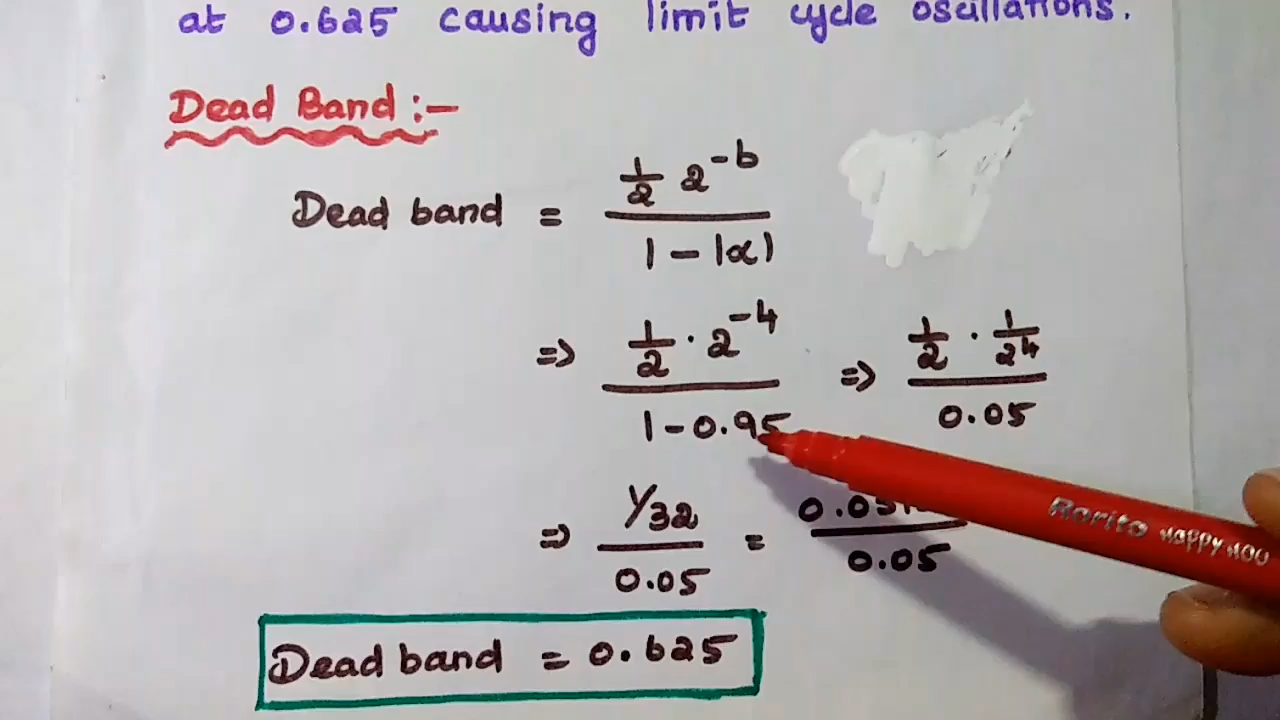 at 0.625 causing limit cycle oscillations.
Dead Band :-
Dead band = (1/2 2^-b) / (1 - |α|)
=> (1/2 · 2^-4) / (1 - 0.95) => (1/2 · 1/2^4) / 0.05
=> (1/32) / 0.05 = / 0.05
Dead band = 0.625
Rorito HAPPY